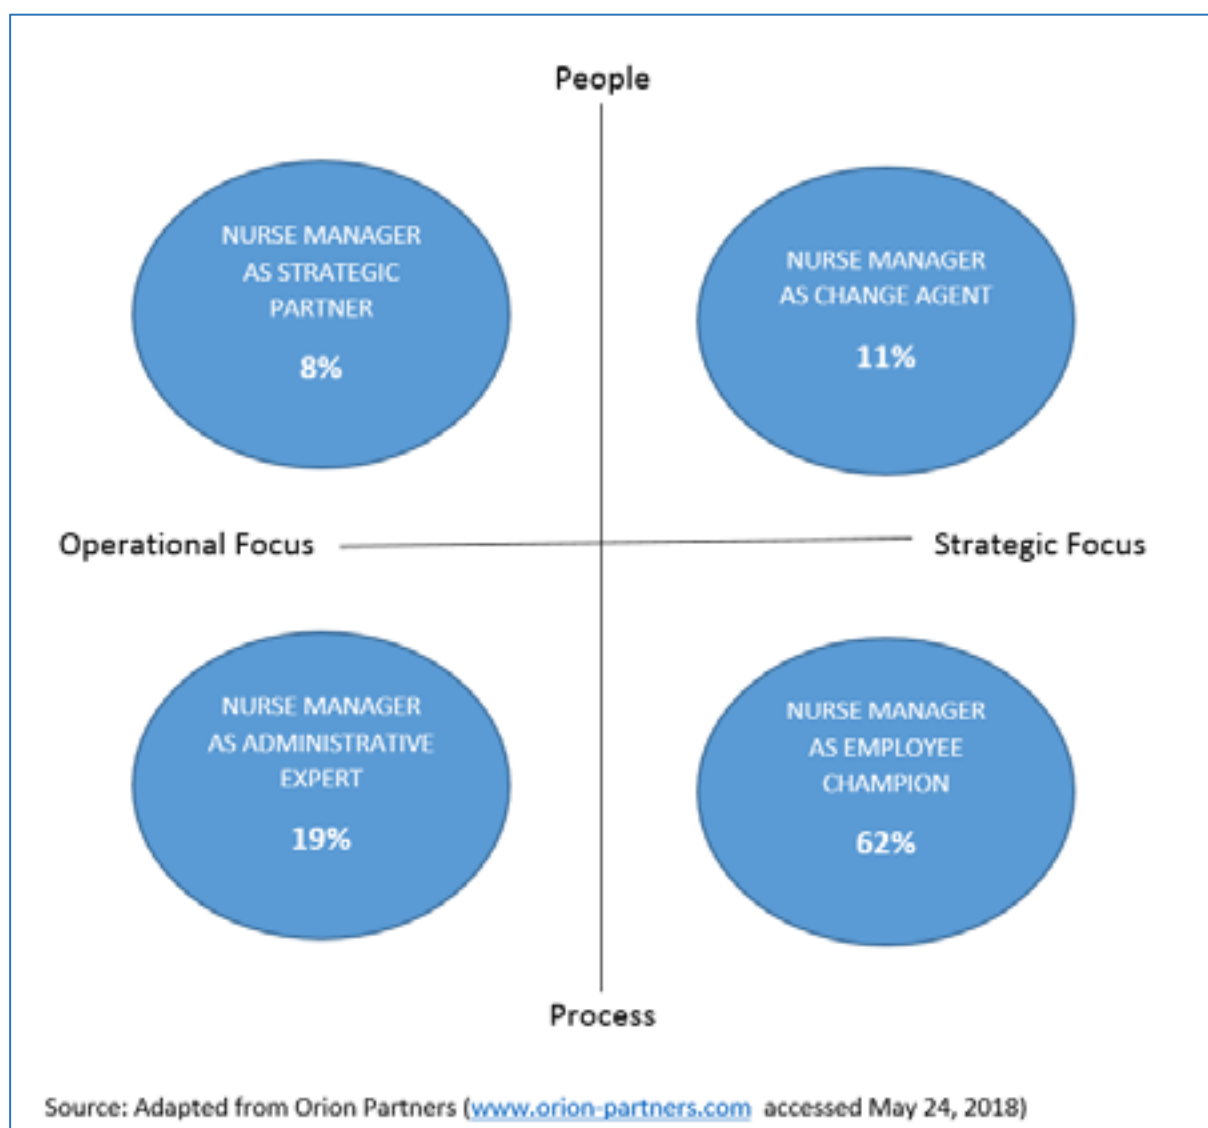 People
NURSE MANAGER
AS STRATEGIC
PARTNER
8%
NURSE MANAGER
AS CHANGE AGENT
11%
Operational Focus
Strategic Focus
NURSE MANAGER
AS ADMINISTRATIVE
EXPERT
19%
NURSE MANAGER
AS EMPLOYEE
CHAMPION
62%
Process
Source: Adapted from Orion Partners (www.orion-partners.com accessed May 24, 2018)